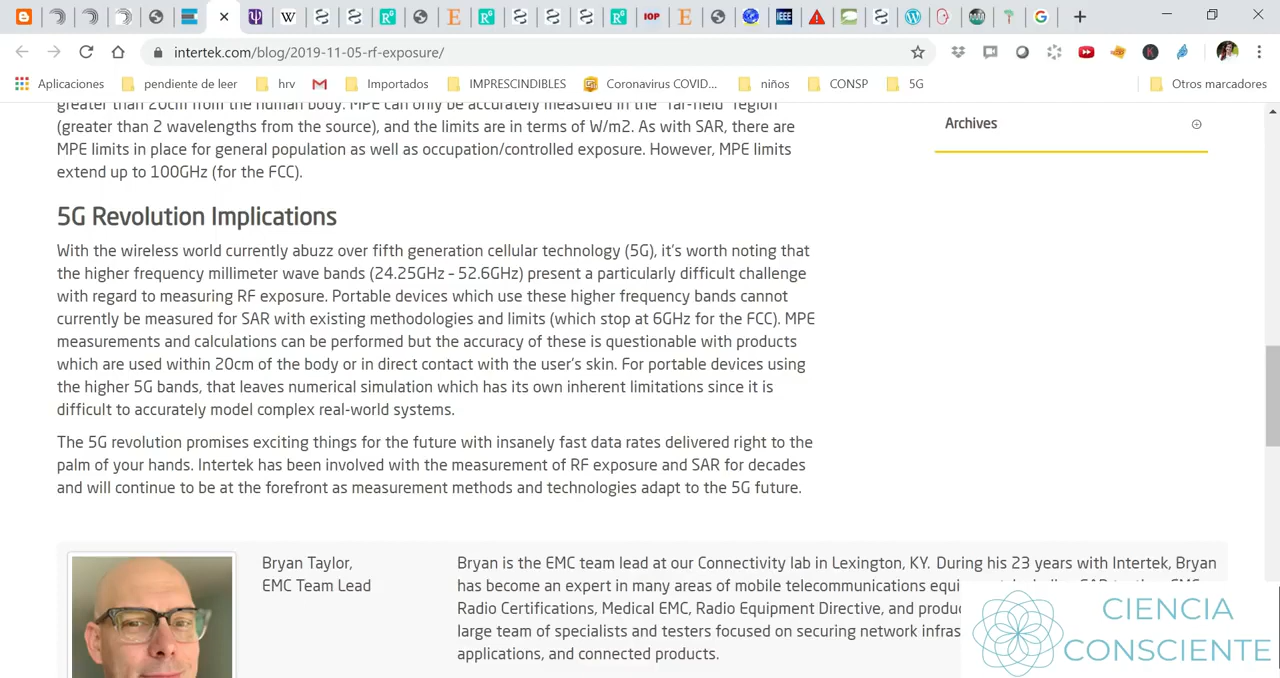 IOP
IEEE
intertek.com/blog/2019-11-05-rf-exposure/
Aplicaciones
pendiente de leer
hrv
Importados
IMPRESCINDIBLES
Coronavirus COVID...
niños
CONSP
5G
Otros marcadores
greater than 20cm from the human body. MPE can only be accurately measured in the "far-field" region
(greater than 2 wavelengths from the source), and the limits are in terms of W/m2. As with SAR, there are
MPE limits in place for general population as well as occupation/controlled exposure. However, MPE limits
extend up to 100GHz (for the FCC).
Archives
5G Revolution Implications
With the wireless world currently abuzz over fifth generation cellular technology (5G), it's worth noting that
the higher frequency millimeter wave bands (24.25GHz – 52.6GHz) present a particularly difficult challenge
with regard to measuring RF exposure. Portable devices which use these higher frequency bands cannot
currently be measured for SAR with existing methodologies and limits (which stop at 6GHz for the FCC). MPE
measurements and calculations can be performed but the accuracy of these is questionable with products
which are used within 20cm of the body or in direct contact with the user's skin. For portable devices using
the higher 5G bands, that leaves numerical simulation which has its own inherent limitations since it is
difficult to accurately model complex real-world systems.
The 5G revolution promises exciting things for the future with insanely fast data rates delivered right to the
palm of your hands. Intertek has been involved with the measurement of RF exposure and SAR for decades
and will continue to be at the forefront as measurement methods and technologies adapt to the 5G future.
Bryan Taylor,
EMC Team Lead
Bryan is the EMC team lead at our Connectivity lab in Lexington, KY. During his 23 years with Intertek, Bryan
has become an expert in many areas of mobile telecommunications
Radio Certifications, Medical EMC, Radio Equipment Directive, and
large team of specialists and testers focused on securing network
applications, and connected products.
CIENCIA
CONSCIENTE